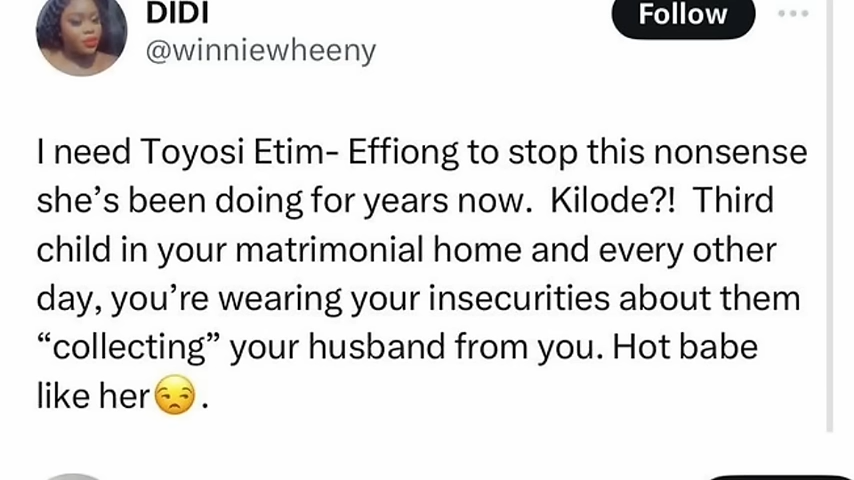 DIDI
Follow
@winniewheeny
I need Toyosi Etim- Effiong to stop this nonsense
she’s been doing for years now.  Kilode?!  Third
child in your matrimonial home and every other
day, you’re wearing your insecurities about them
“collecting” your husband from you. Hot babe
like her😒.